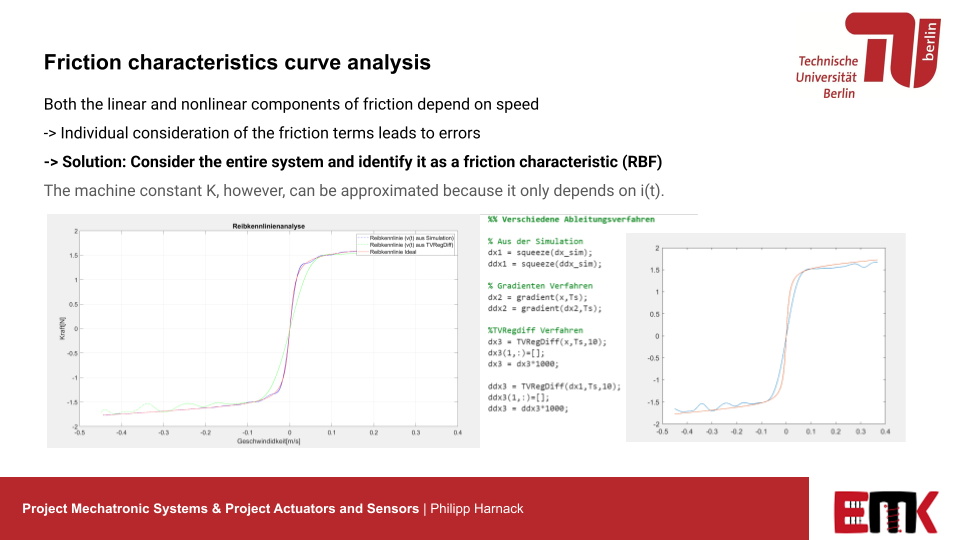 Technische
Universität
Berlin
berlin
Friction characteristics curve analysis
Both the linear and nonlinear components of friction depend on speed
-> Individual consideration of the friction terms leads to errors
-> Solution: Consider the entire system and identify it as a friction characteristic (RBF)
The machine constant K, however, can be approximated because it only depends on i(t).
Reibkennlinienanalyse
Reibkennlinie (v(t) aus Simulation)
Reibkennlinie (v(t) aus TVRegDiff)
Reibkennlinie Ideal
Kraft[N]
2
1.5
1
0.5
0
-0.5
-1
-1.5
-2
-0.5 -0.4 -0.3 -0.2 -0.1 0 0.1 0.2 0.3 0.4
Geschwindidkeit[m/s]
%% Verschiedene Ableitungsverfahren
% Aus der Simulation
dx1 = squeeze(dx_sim);
ddx1 = squeeze(ddx_sim);
% Gradienten Verfahren
dx2 = gradient(x,Ts);
ddx2 = gradient(dx2,Ts);
%TVRegdiff Verfahren
dx3 = TVRegDiff(x,Ts,10);
dx3(1,:)=[];
dx3 = dx3*1000;
ddx3 = TVRegDiff(dx1,Ts,10);
ddx3(1,:)=[];
ddx3 = ddx3*1000;
2
1.5
1
0.5
0
-0.5
-1
-1.5
-2
-0.5 -0.4 -0.3 -0.2 -0.1 0 0.1 0.2 0.3 0.4
Project Mechatronic Systems & Project Actuators and Sensors | Philipp Harnack
EMK